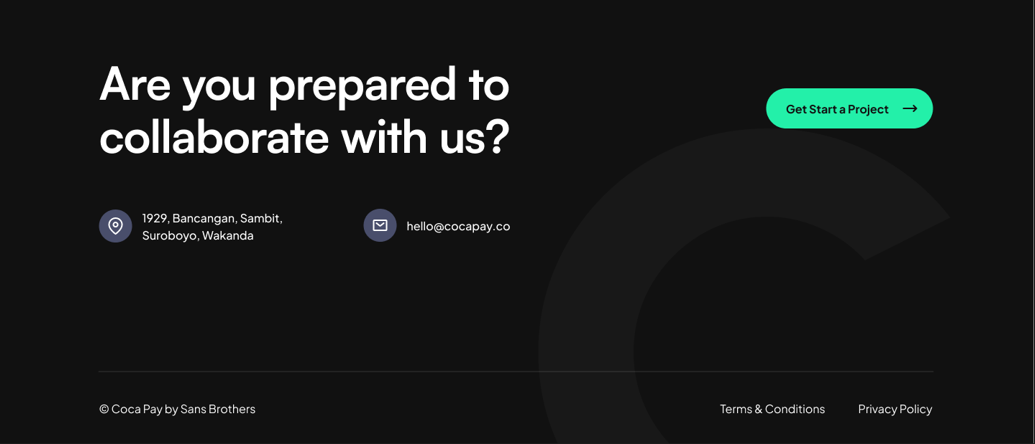 Are you prepared to
collaborate with us?
Get Start a Project
1929, Bancangan, Sambit,
Suroboyo, Wakanda
hello@cocapay.co
© Coca Pay by Sans Brothers
Terms & Conditions
Privacy Policy